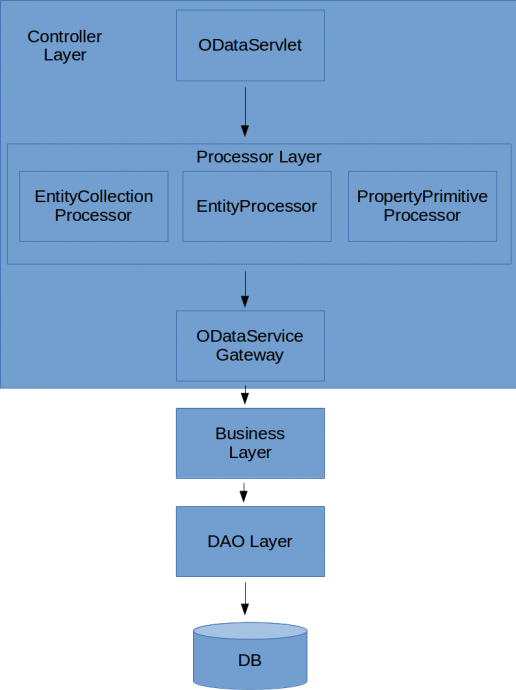 Controller
Layer
ODataServlet
Processor Layer
EntityCollection
Processor
EntityProcessor
PropertyPrimitive
Processor
ODataService
Gateway
Business
Layer
DAO Layer
DB